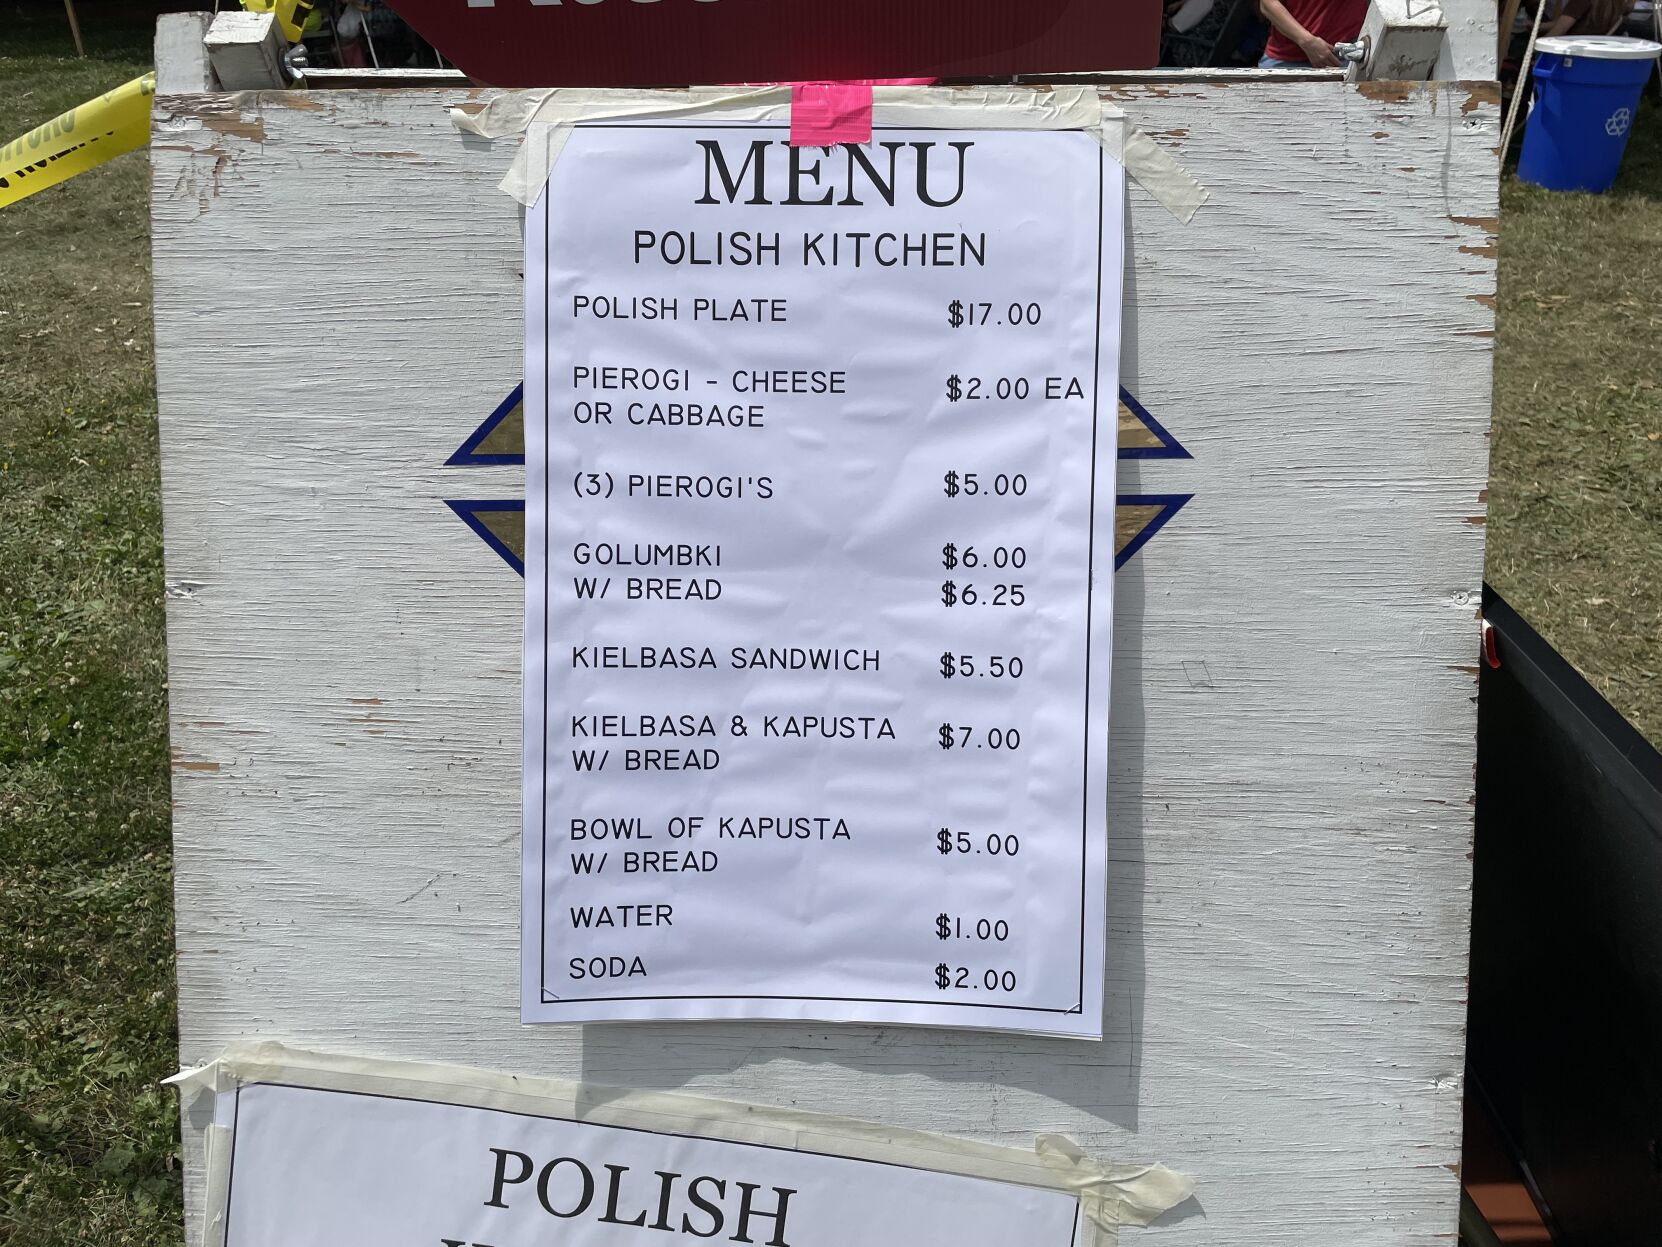 MENU
POLISH KITCHEN
POLISH PLATE $17.00
PIEROGI - CHEESE $2.00 EA
OR CABBAGE
(3) PIEROGI'S $5.00
GOLUMBKI $6.00
W/ BREAD $6.25
KIELBASA SANDWICH $5.50
KIELBASA & KAPUSTA $7.00
W/ BREAD
BOWL OF KAPUSTA $5.00
W/ BREAD
WATER $1.00
SODA $2.00
POLISH